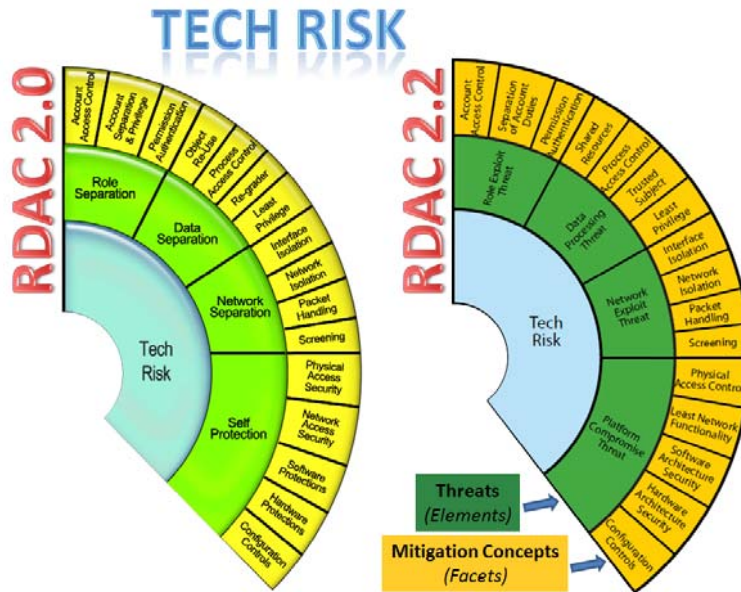 TECH RISK
RDAC 2.0
Account
Access Control
Account
Separation
& Privilege
Permission
Authentication
Object
Re-Use
Process
Access Control
Re-grader
Least
Privilege
Interface
Isolation
Network
Isolation
Packet
Handling
Screening
Physical
Access
Security
Network
Access
Security
Software
Protections
Hardware
Protections
Configuration
Controls
Role
Separation
Data
Separation
Network
Separation
Self
Protection
Tech
Risk
RDAC 2.2
Account
Access Control
Separation
of Account
Duties
Permission
Authentication
Shared
Resources
Process
Access Control
Trusted
Subject
Least
Privilege
Interface
Isolation
Network
Isolation
Packet
Handling
Screening
Physical
Access Control
Least Network
Functionality
Software
Architecture
Security
Hardware
Architecture
Security
Configuration
Controls
Role Exploit
Threat
Data
Processing
Threat
Network
Exploit
Threat
Platform
Compromise
Threat
Tech
Risk
Threats
(Elements)
Mitigation Concepts
(Facets)